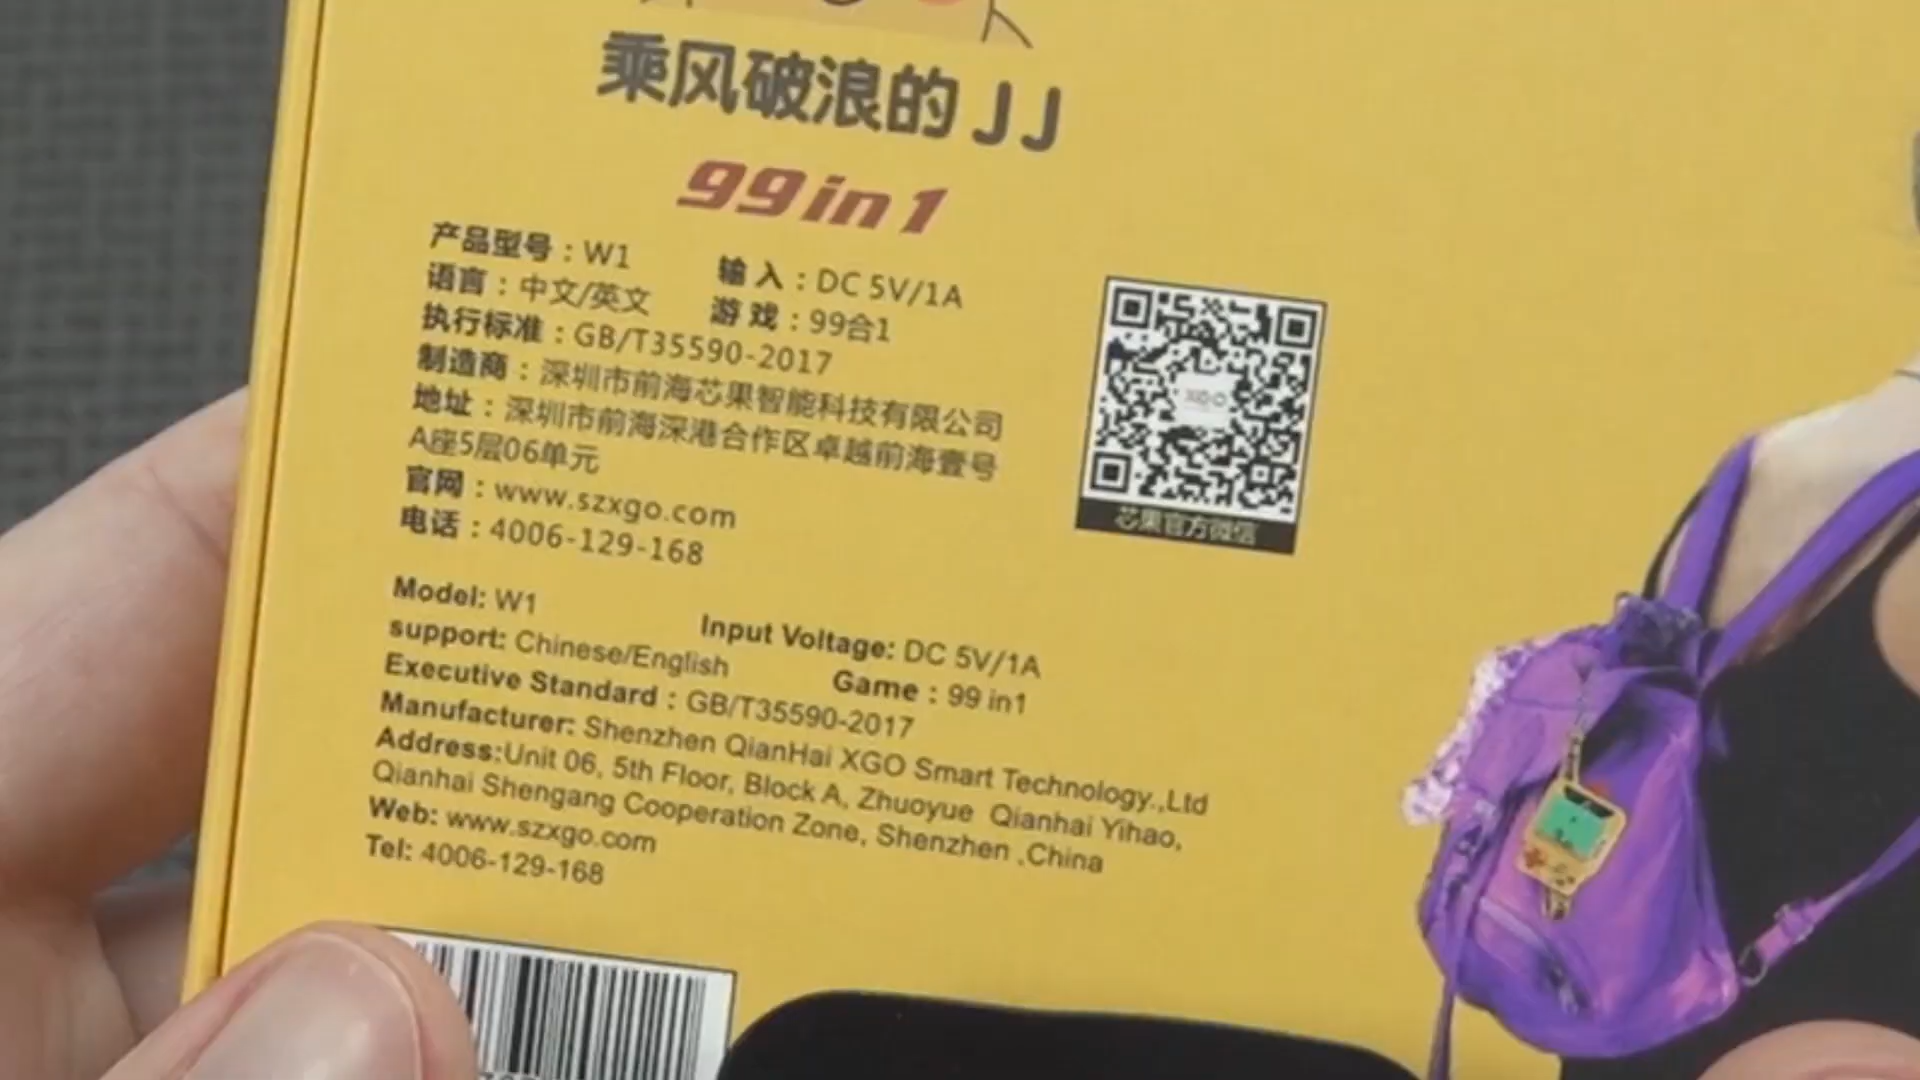 乘风破浪的JJ
99in1
产品型号：W1 输入：DC 5V/1A
语言：中文/英文 游戏：99合1
执行标准：GB/T35590-2017
制造商：深圳市前海芯果智能科技有限公司
地址：深圳市前海深港合作区卓越前海壹号
A座5层06单元
官网：www.szxgo.com
电话：4006-129-168
芯果官方微信
Model: W1 Input Voltage: DC 5V/1A
support: Chinese/English Game：99 in1
Executive Standard：GB/T35590-2017
Manufacturer: Shenzhen QianHai XGO Smart Technology.,Ltd
Address:Unit 06, 5th Floor, Block A, Zhuoyue Qianhai Yihao,
Qianhai Shengang Cooperation Zone, Shenzhen ,China
Web: www.szxgo.com
Tel: 4006-129-168